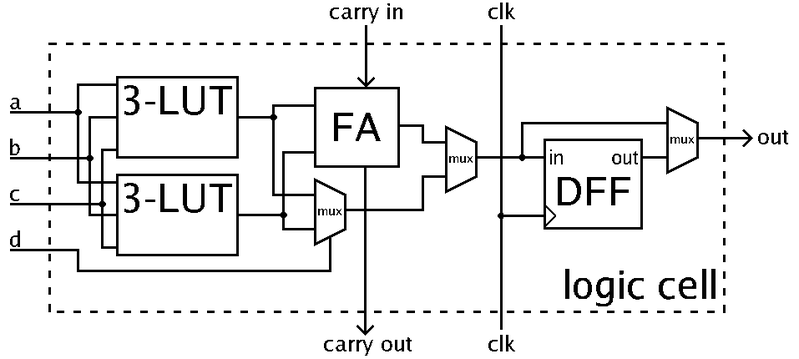 carry in
clk
a
b
c
d
3-LUT
3-LUT
FA
mux
mux
in
out
DFF
mux
out
logic cell
carry out
clk